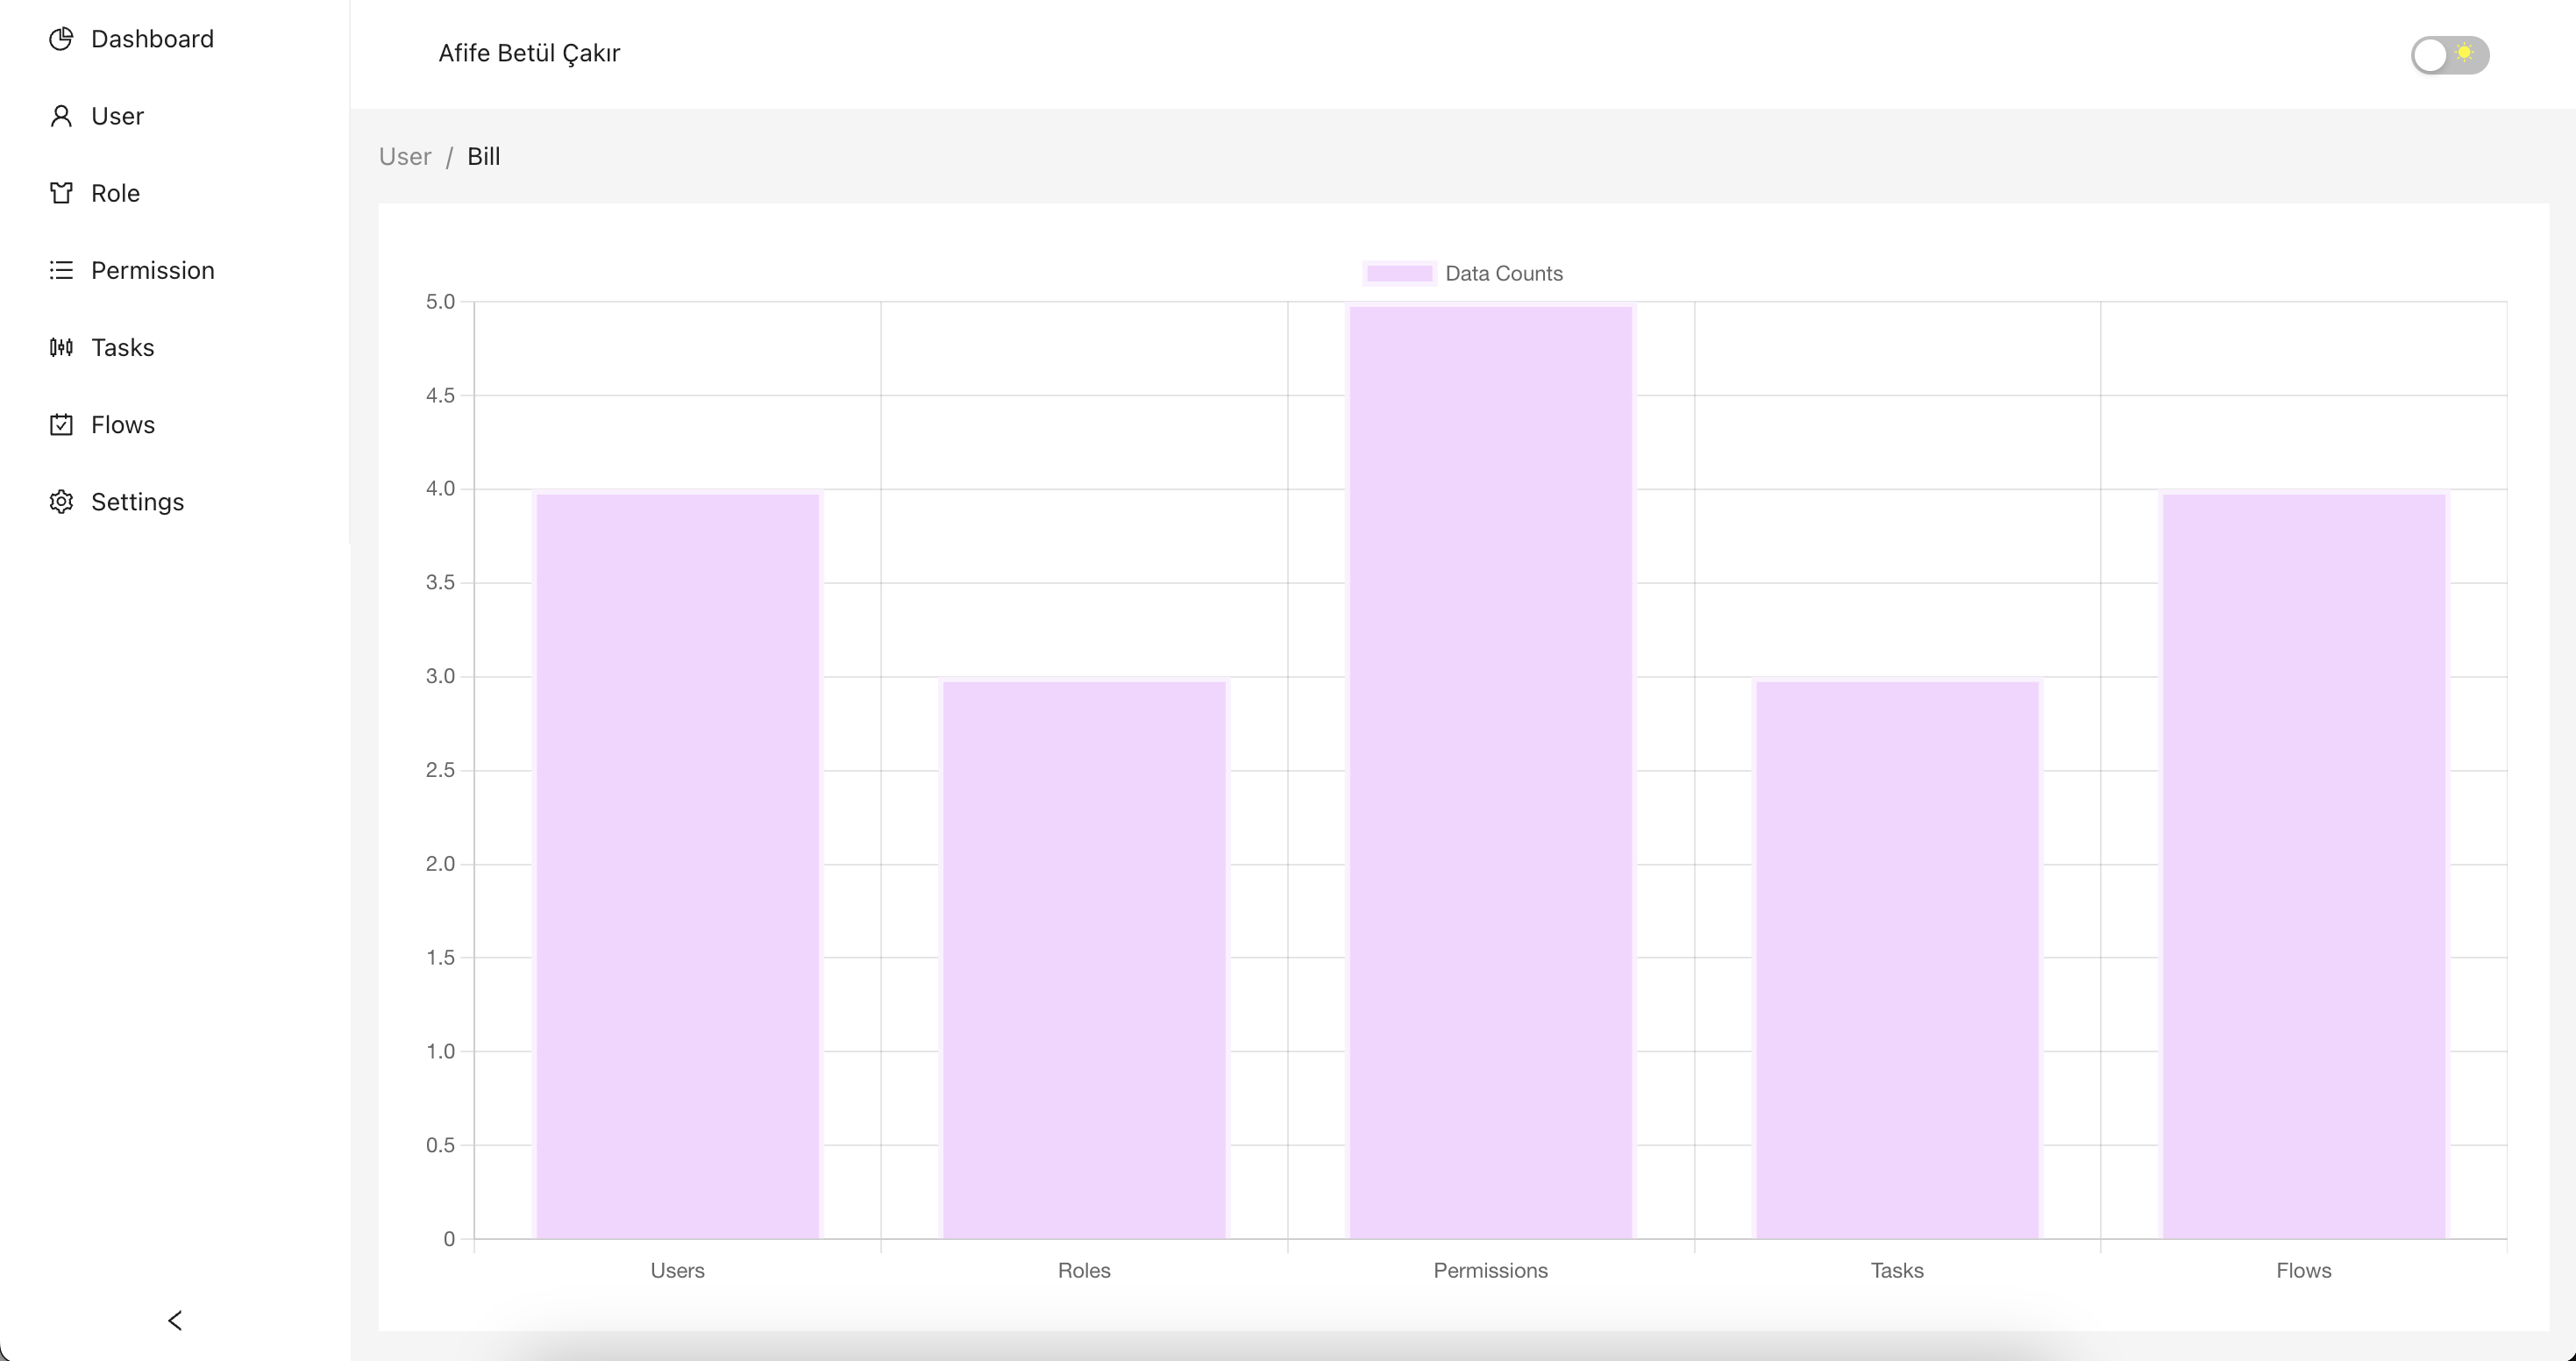 Dashboard
User
Role
Permission
Tasks
Flows
Settings
Afife Betül Çakır
User / Bill
Data Counts
5.0
4.5
4.0
3.5
3.0
2.5
2.0
1.5
1.0
0.5
0
Users Roles Permissions Tasks Flows